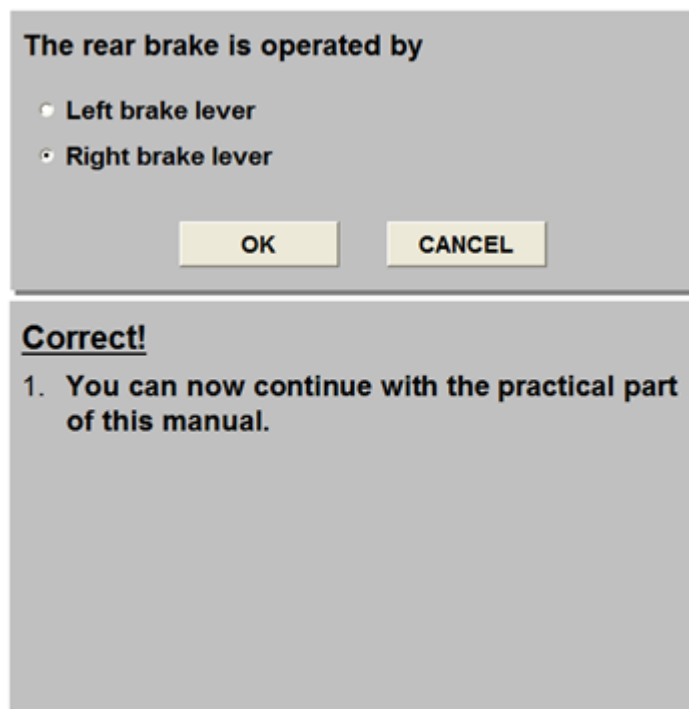 The rear brake is operated by
Left brake lever
Right brake lever
OK
CANCEL
Correct!
1. You can now continue with the practical part
of this manual.